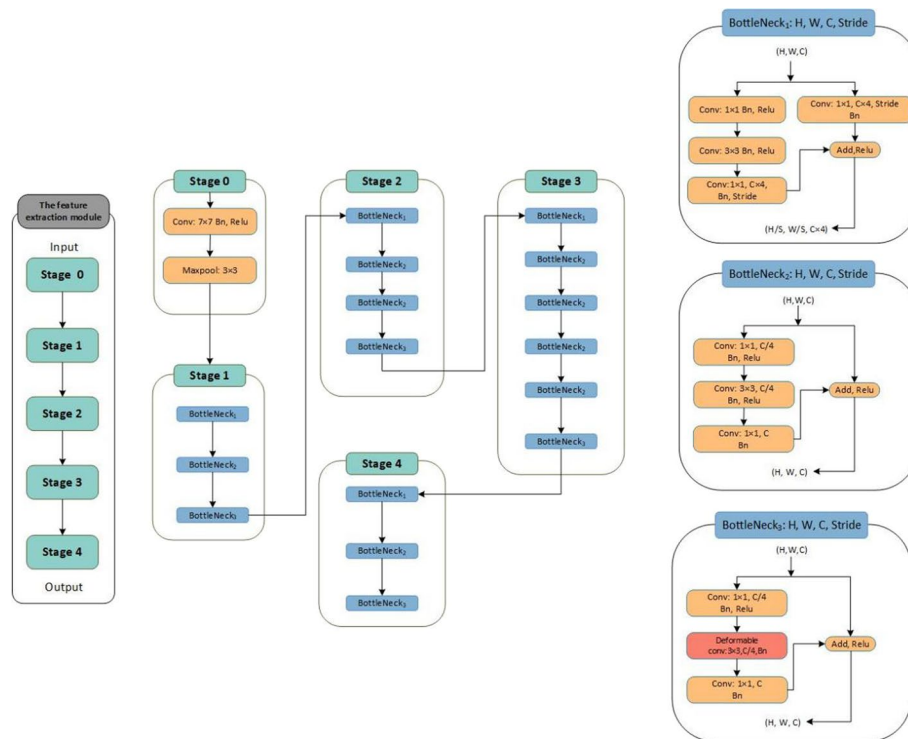 The feature
extraction module
Input
Stage 0
Stage 1
Stage 2
Stage 3
Stage 4
Output
Stage 0
Conv: 7×7 Bn, Relu
Maxpool: 3×3
Stage 1
BottleNeck₁
BottleNeck₂
BottleNeck₃
Stage 2
BottleNeck₁
BottleNeck₂
BottleNeck₂
BottleNeck₃
Stage 3
BottleNeck₁
BottleNeck₂
BottleNeck₂
BottleNeck₂
BottleNeck₂
BottleNeck₃
Stage 4
BottleNeck₁
BottleNeck₂
BottleNeck₃
BottleNeck₁: H, W, C, Stride
(H,W,C)
Conv: 1×1 Bn, Relu
Conv: 3×3 Bn, Relu
Conv: 1×1, C×4,
Bn, Stride
Conv: 1×1, C×4, Stride
Bn
Add,Relu
(H/S, W/S, C×4)
BottleNeck₂: H, W, C, Stride
(H,W,C)
Conv: 1×1, C/4
Bn, Relu
Conv: 3×3, C/4
Bn, Relu
Conv: 1×1, C
Bn
Add, Relu
(H, W, C)
BottleNeck₃: H, W, C, Stride
(H,W,C)
Conv: 1×1, C/4
Bn, Relu
Deformable
conv:3×3,C/4,Bn
Conv: 1×1, C
Bn
Add, Relu
(H, W, C)